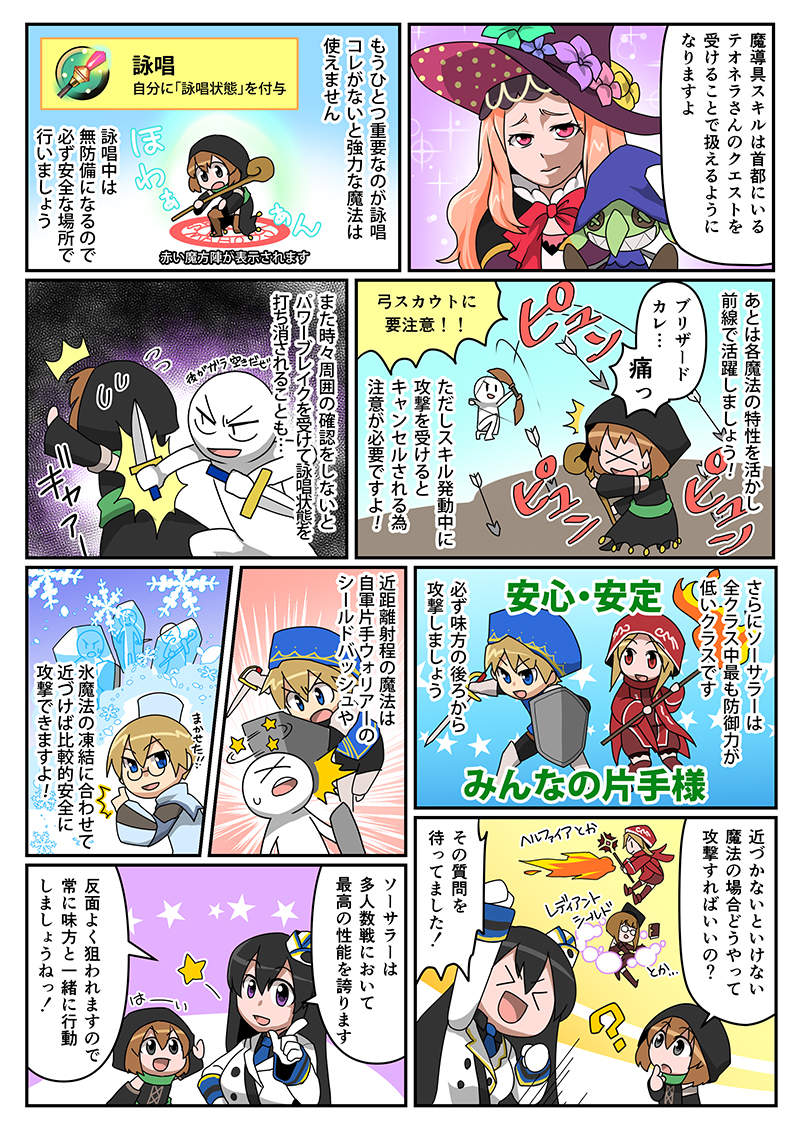 魔導具スキルは首都にいる
テオネラさんのクエストを
受けることで扱えるように
なりますよ
もうひとつ重要なのが詠唱
コレがないと強力な魔法は
使えません
詠唱
自分に「詠唱状態」を付与
ほわぁ
ぁん
赤い魔方陣が表示されます
詠唱中は
無防備になるので
必ず安全な場所で
行いましょう
あとは各魔法の特性を活かし
前線で活躍しましょう!
ブリザード
カレ…
痛っ
ピュン
ピュン
ピュン
弓スカウトに
要注意!!
ただしスキル発動中に
攻撃を受けると
キャンセルされる為
注意が必要ですよ!
また時々周囲の確認をしないと
パワーブレイクを受けて詠唱状態を
打ち消されることも…
後がガラ空きだぜ
ギャアー
さらにソーサラーは
全クラス中最も防御力が
低いクラスです
安心・安定
必ず味方の後ろから
攻撃しましょう
みんなの片手様
近距離射程の魔法は
自軍片手ウォリアーの
シールドバッシュや
氷魔法の凍結に合わせて
近づけば比較的安全に
攻撃できますよ!
まかせた!!…
近づかないといけない
魔法の場合どうやって
攻撃すればいいの?
ヘルファイアとか
レディアント
シールド
とか…
?
その質問を
待ってました!
ソーサラーは
多人数戦において
最高の性能を誇ります
はーい
反面よく狙われますので
常に味方と一緒に行動
しましょうねっ!